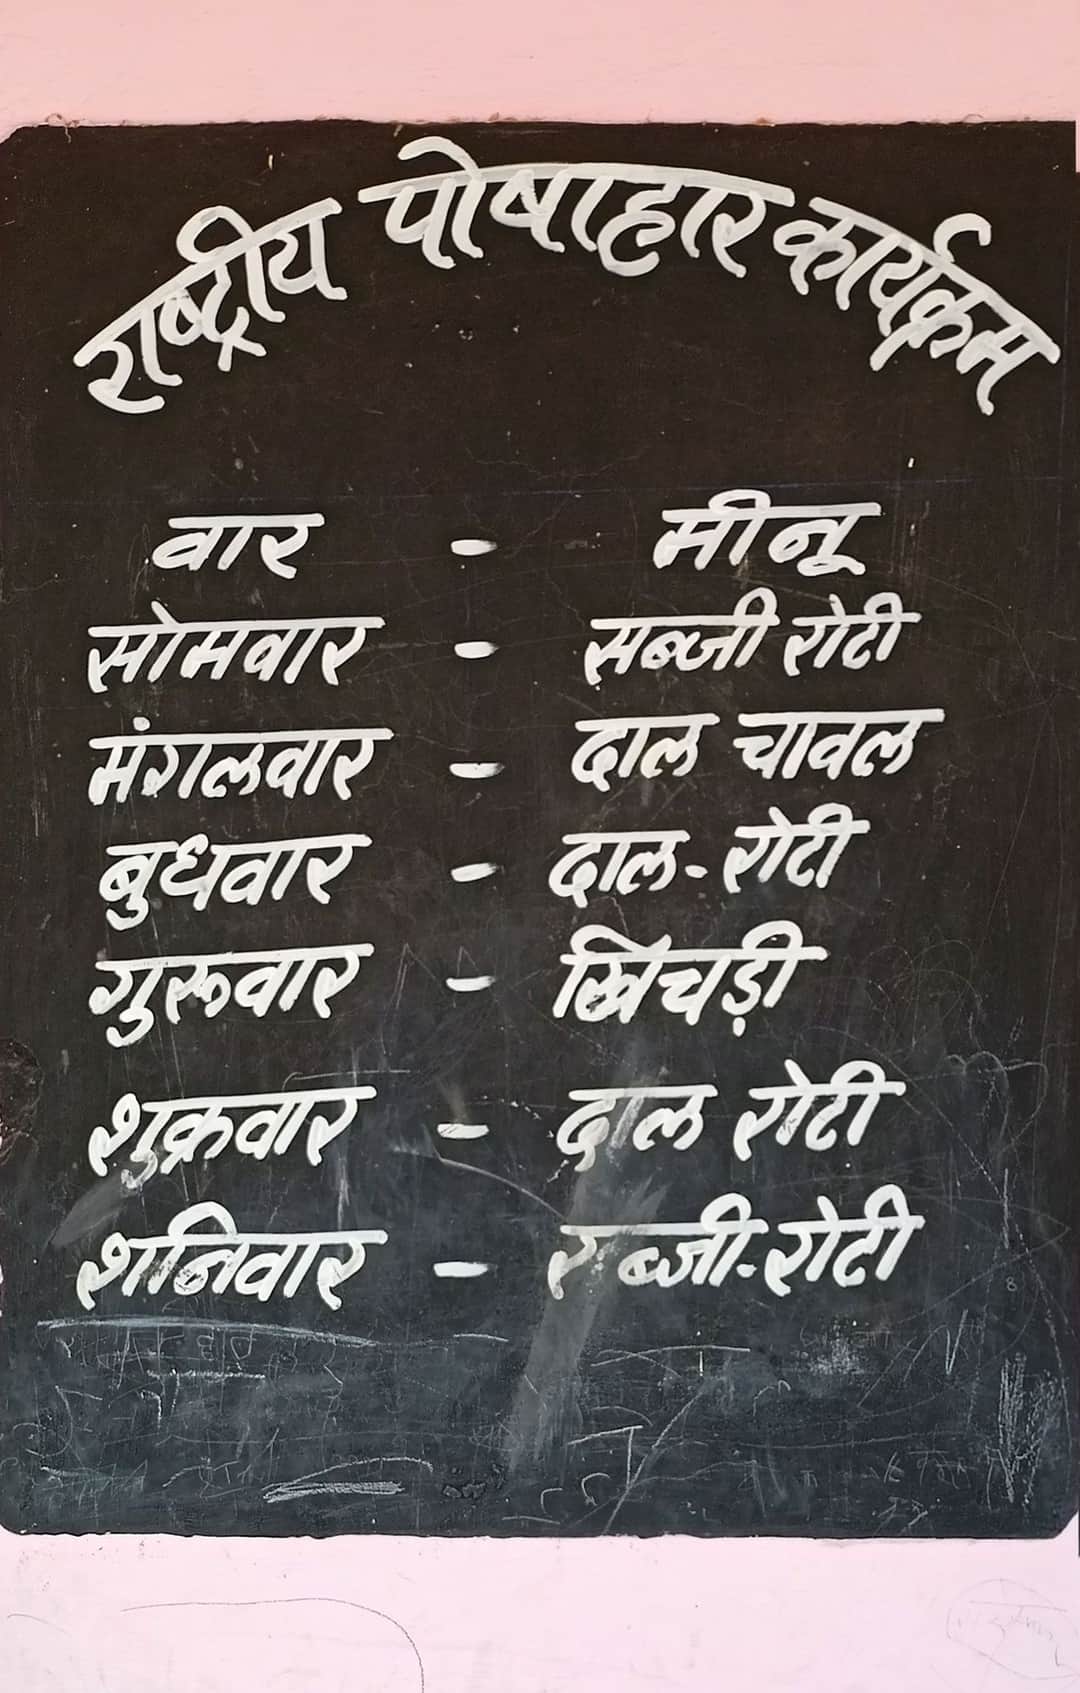 राष्ट्रीय पोषाहार कार्यक्रम
वार - मीनू
सोमवार - सब्जी रोटी
मंगलवार - दाल चावल
बुधवार - दाल-रोटी
गुरूवार - खिचड़ी
शुक्रवार - दाल रोटी
शनिवार - सब्जी-रोटी